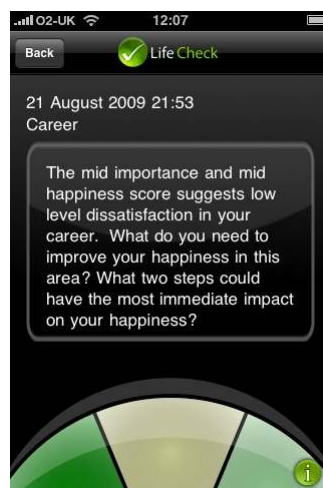 O2-UK 12:07
Back Life Check
21 August 2009 21:53
Career
The mid importance and mid
happiness score suggests low
level dissatisfaction in your
career. What do you need to
improve your happiness in this
area? What two steps could
have the most immediate impact
on your happiness?
i